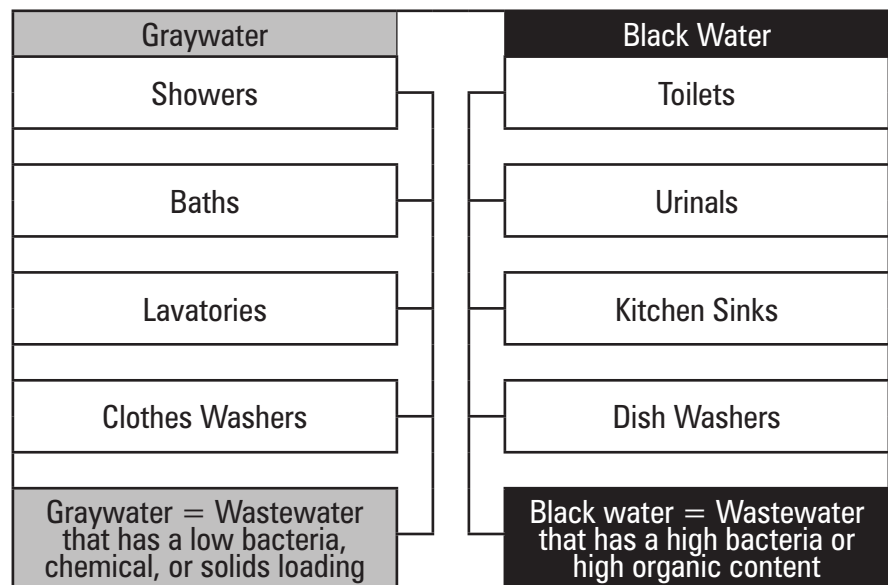 Graywater
Showers
Baths
Lavatories
Clothes Washers
Graywater = Wastewater
that has a low bacteria,
chemical, or solids loading
Black Water
Toilets
Urinals
Kitchen Sinks
Dish Washers
Black water = Wastewater
that has a high bacteria or
high organic content